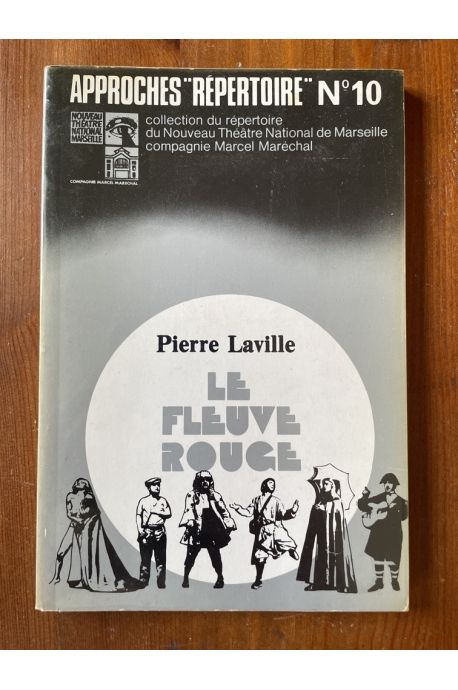 APPROCHES "RÉPERTOIRE" N° 10
NOUVEAU
THÉÂTRE
NATIONAL
MARSEILLE
COMPAGNIE MARCEL MARÉCHAL
collection du répertoire
du Nouveau Théâtre National de Marseille
compagnie Marcel Maréchal
Pierre Laville
LE
FLEUVE
ROUGE